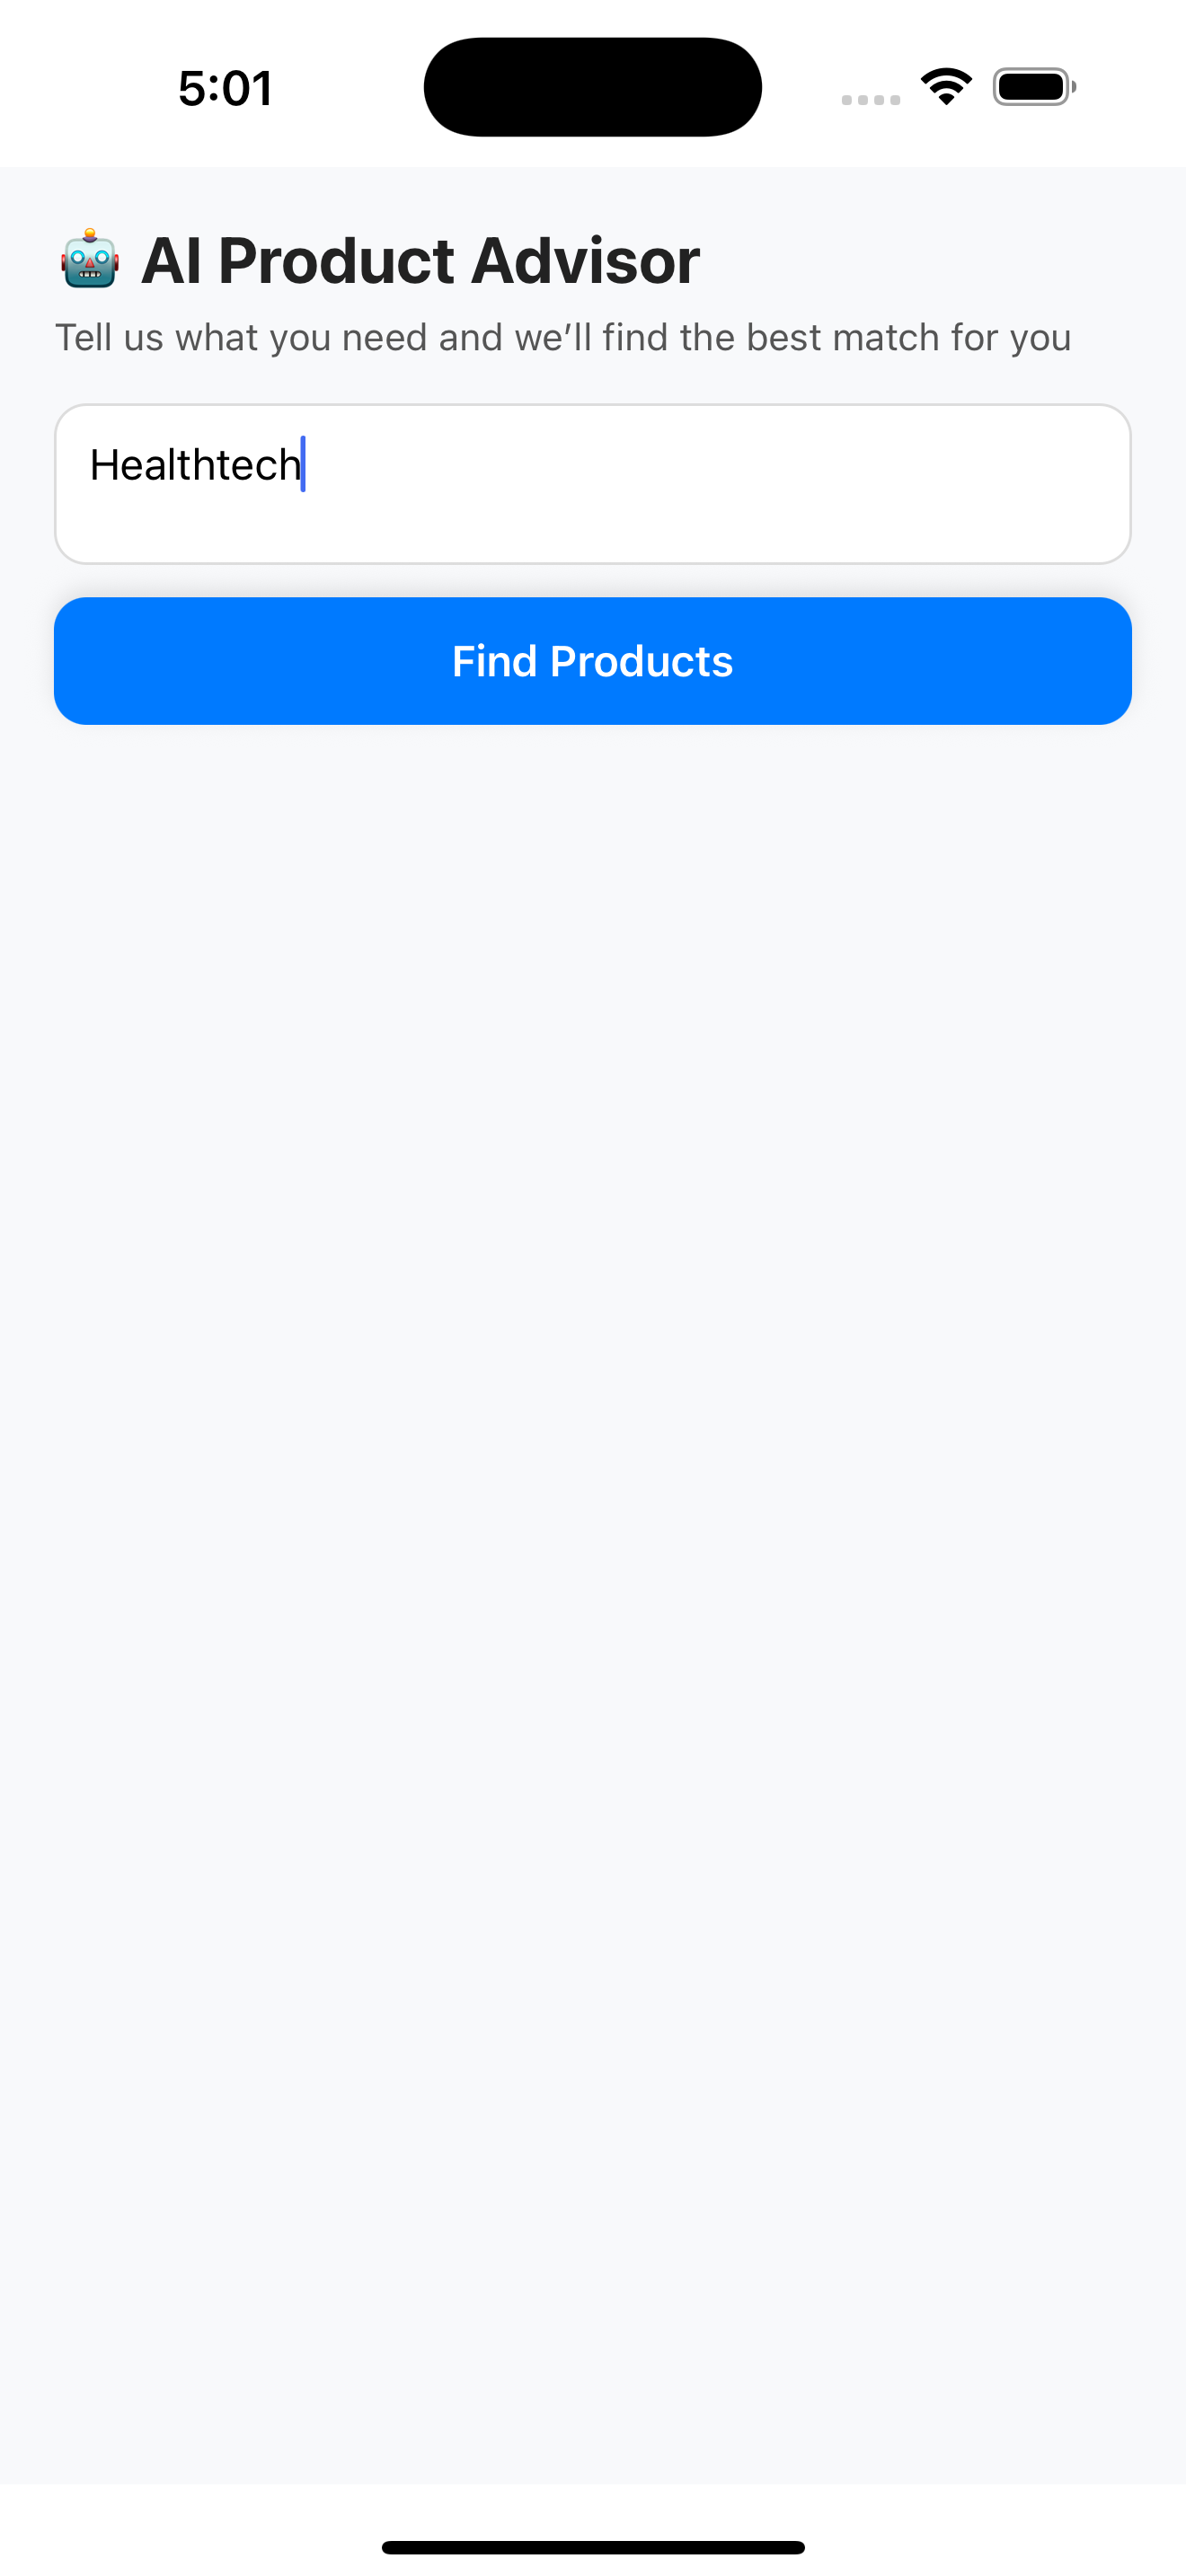 5:01
🤖 AI Product Advisor
Tell us what you need and we’ll find the best match for you
Healthtech
Find Products